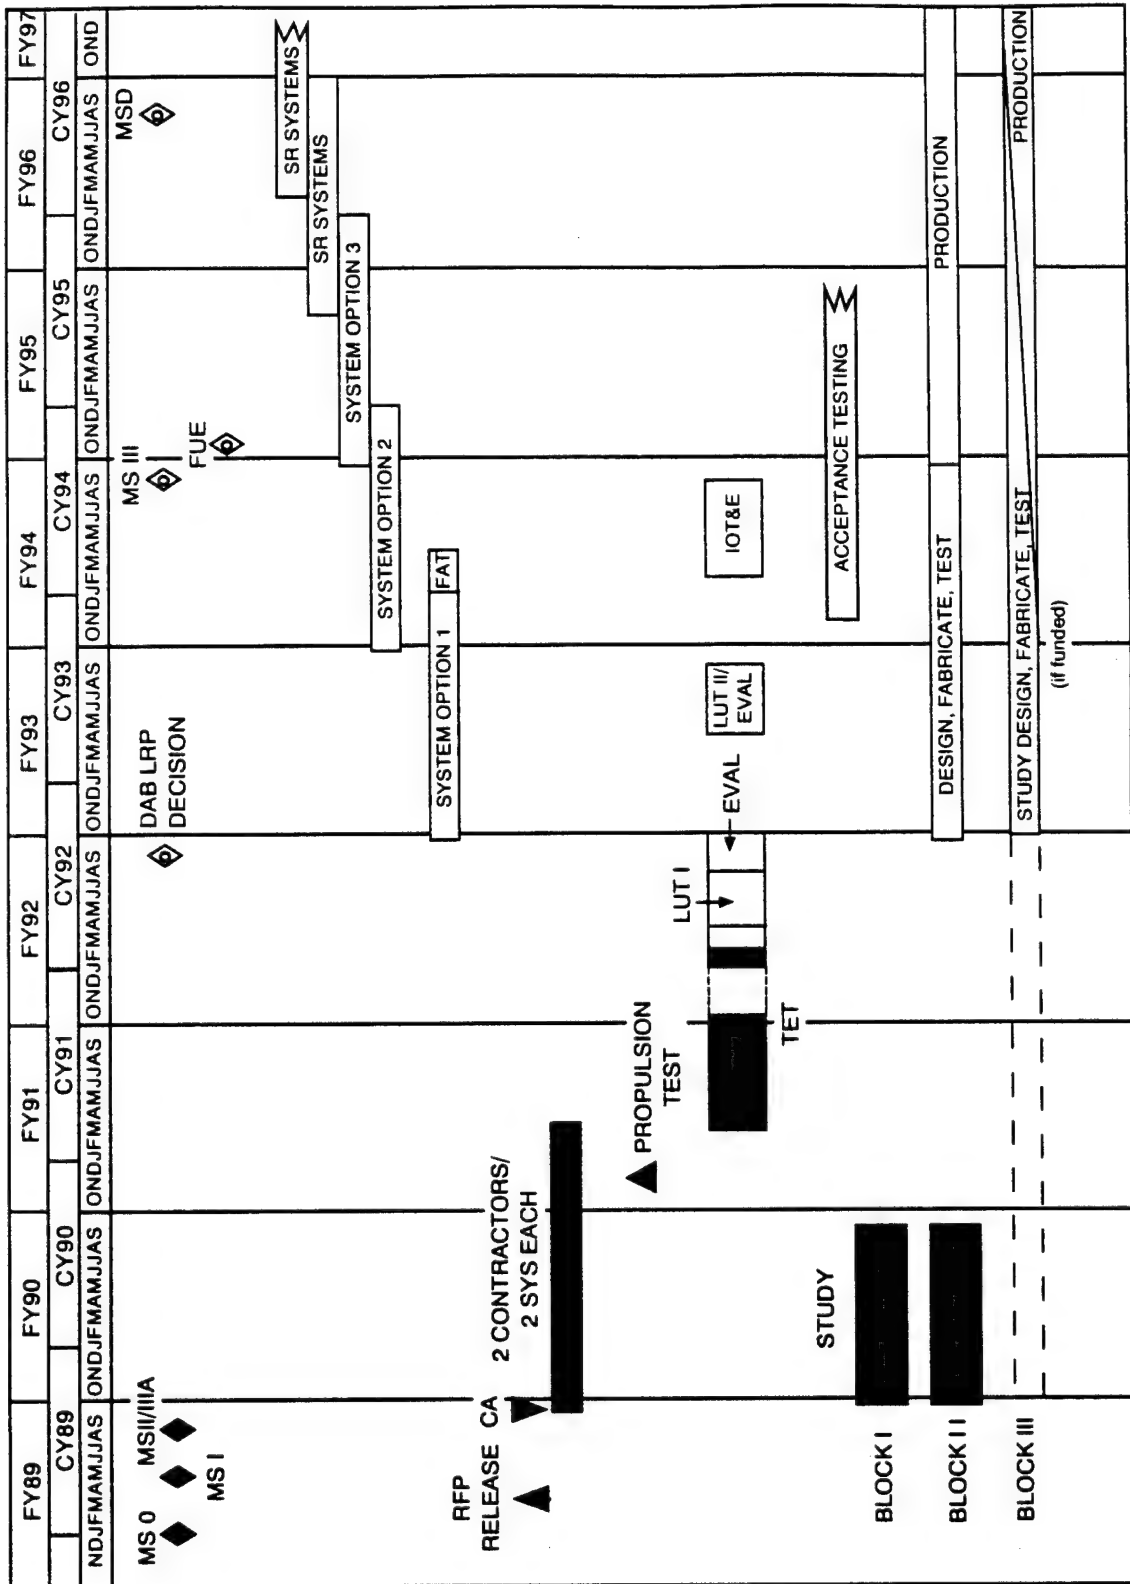 FY89 FY90 FY91 FY92 FY93 FY94 FY95 FY96 FY97
CY89 CY90 CY91 CY92 CY93 CY94 CY95 CY96
NDJFMAMJJAS ONDJFMAMJJAS ONDJFMAMJJAS ONDJFMAMJJAS ONDJFMAMJJAS ONDJFMAMJJAS ONDJFMAMJJAS ONDJFMAMJJAS OND
MS 0
MSII/IIIA
MS I
DAB LRP
DECISION
MS III
FUE
MSD
SR SYSTEMS
SR SYSTEMS
SYSTEM OPTION 3
SYSTEM OPTION 2
SYSTEM OPTION 1 FAT
RFP
RELEASE CA
2 CONTRACTORS/
2 SYS EACH
PROPULSION
TEST
TET
LUT I
EVAL
LUT II/
EVAL
IOT&E
ACCEPTANCE TESTING
STUDY
BLOCK I
BLOCK II
DESIGN, FABRICATE, TEST
PRODUCTION
BLOCK III
STUDY DESIGN, FABRICATE, TEST
PRODUCTION
(if funded)